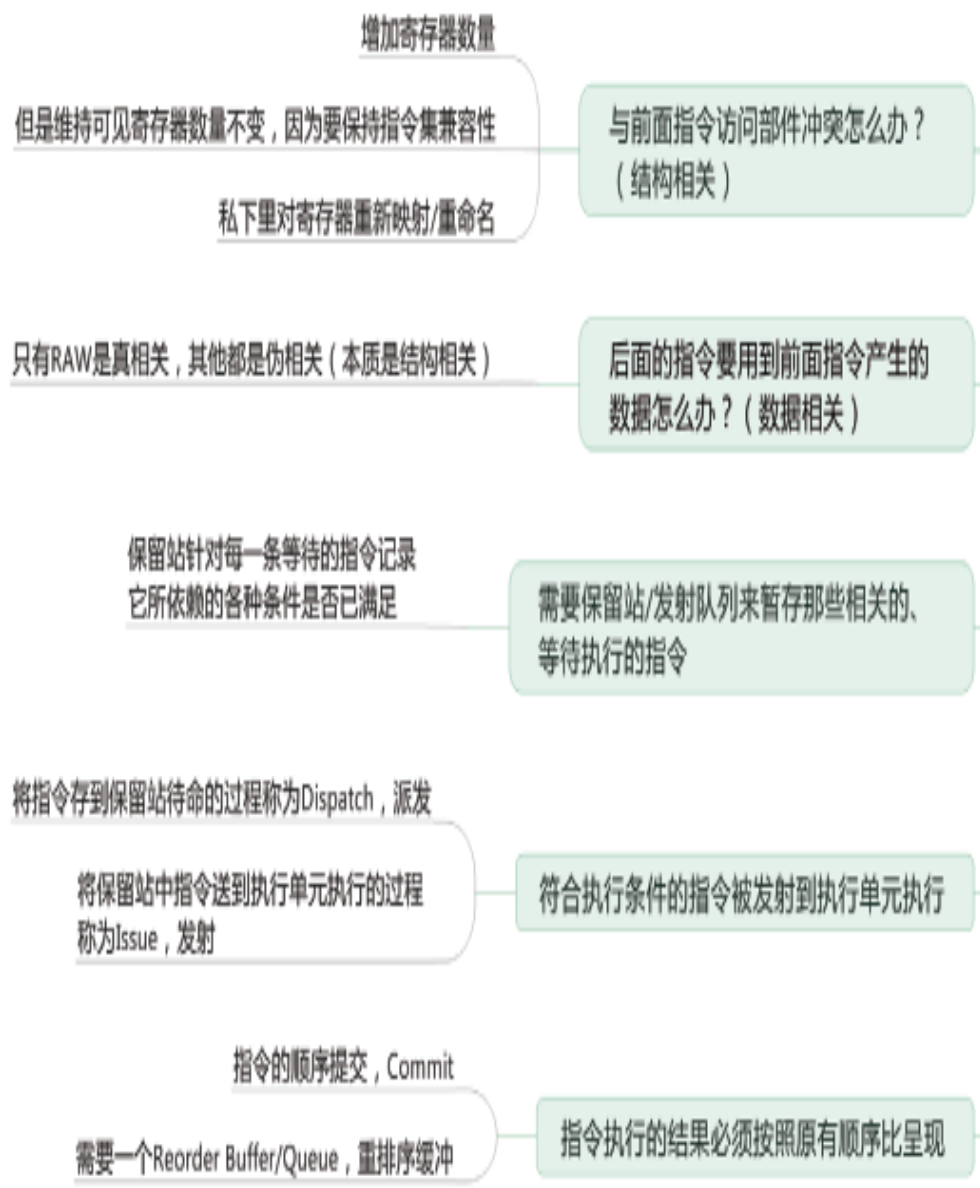 增加寄存器数量
但是维持可见寄存器数量不变，因为要保持指令集兼容性
私下里对寄存器重新映射/重命名
与前面指令访问部件冲突怎么办？
（结构相关）
只有RAW是真相关，其他都是伪相关（本质是结构相关）
后面的指令要用到前面指令产生的
数据怎么办？（数据相关）
保留站针对每一条等待的指令记录
它所依赖的各种条件是否已满足
需要保留站/发射队列来暂存那些相关的、
等待执行的指令
将指令存到保留站待命的过程称为Dispatch，派发
将保留站中指令送到执行单元执行的过程
称为Issue，发射
符合执行条件的指令被发射到执行单元执行
指令的顺序提交，Commit
需要一个Reorder Buffer/Queue，重排序缓冲
指令执行的结果必须按照原有顺序比呈现